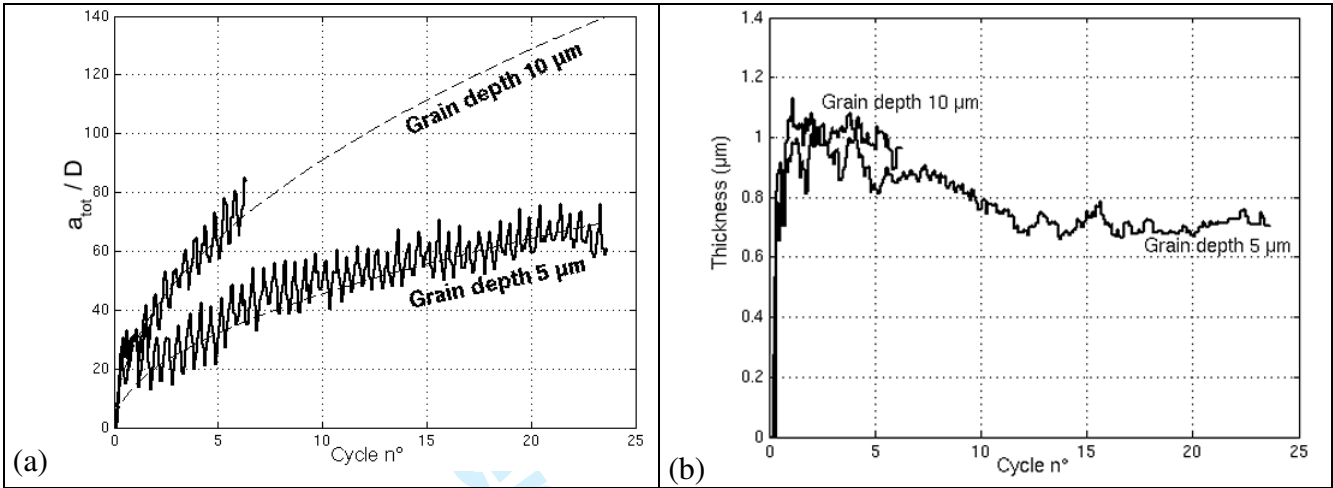 140
120
100
80
60
40
20
0
a_tot / D
Grain depth 10 µm
Grain depth 5 µm
0 5 10 15 20 25
Cycle n°
(a)
1.4
1.2
1
0.8
0.6
0.4
0.2
0
Thickness (µm)
Grain depth 10 µm
Grain depth 5 µm
0 5 10 15 20 25
Cycle n°
(b)